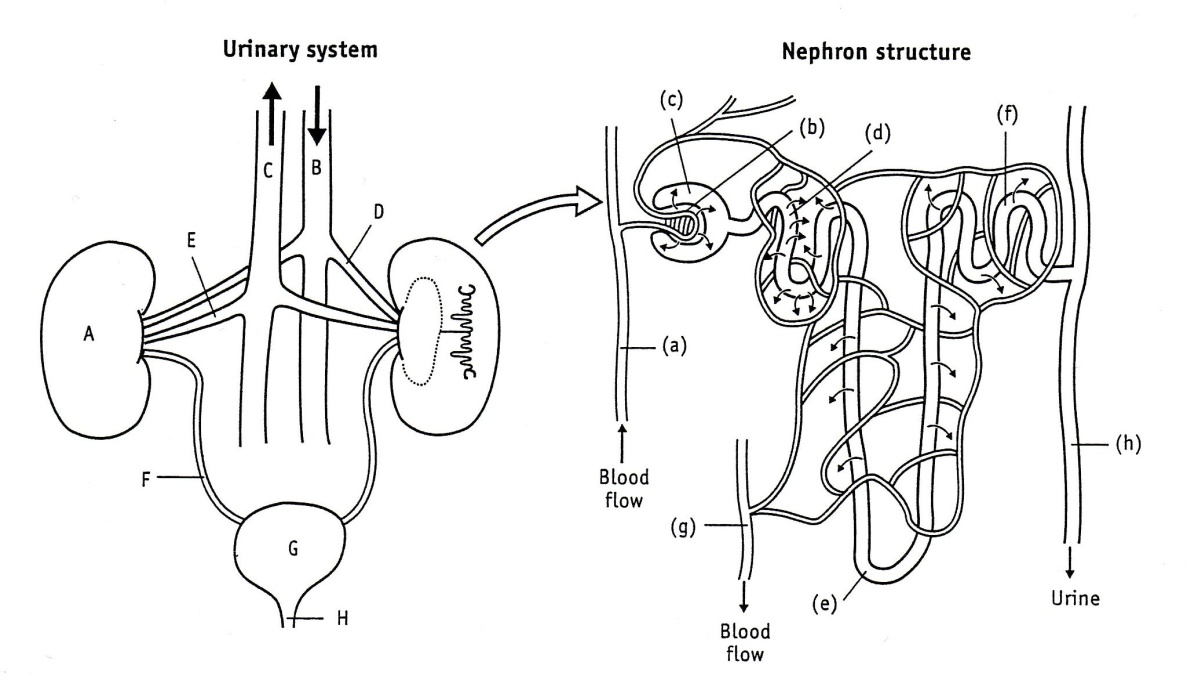 Urinary system
C
B
D
E
A
F
G
H
Nephron structure
(c)
(b)
(d)
(f)
(a)
Blood
flow
(g)
(h)
(e)
Urine
Blood
flow